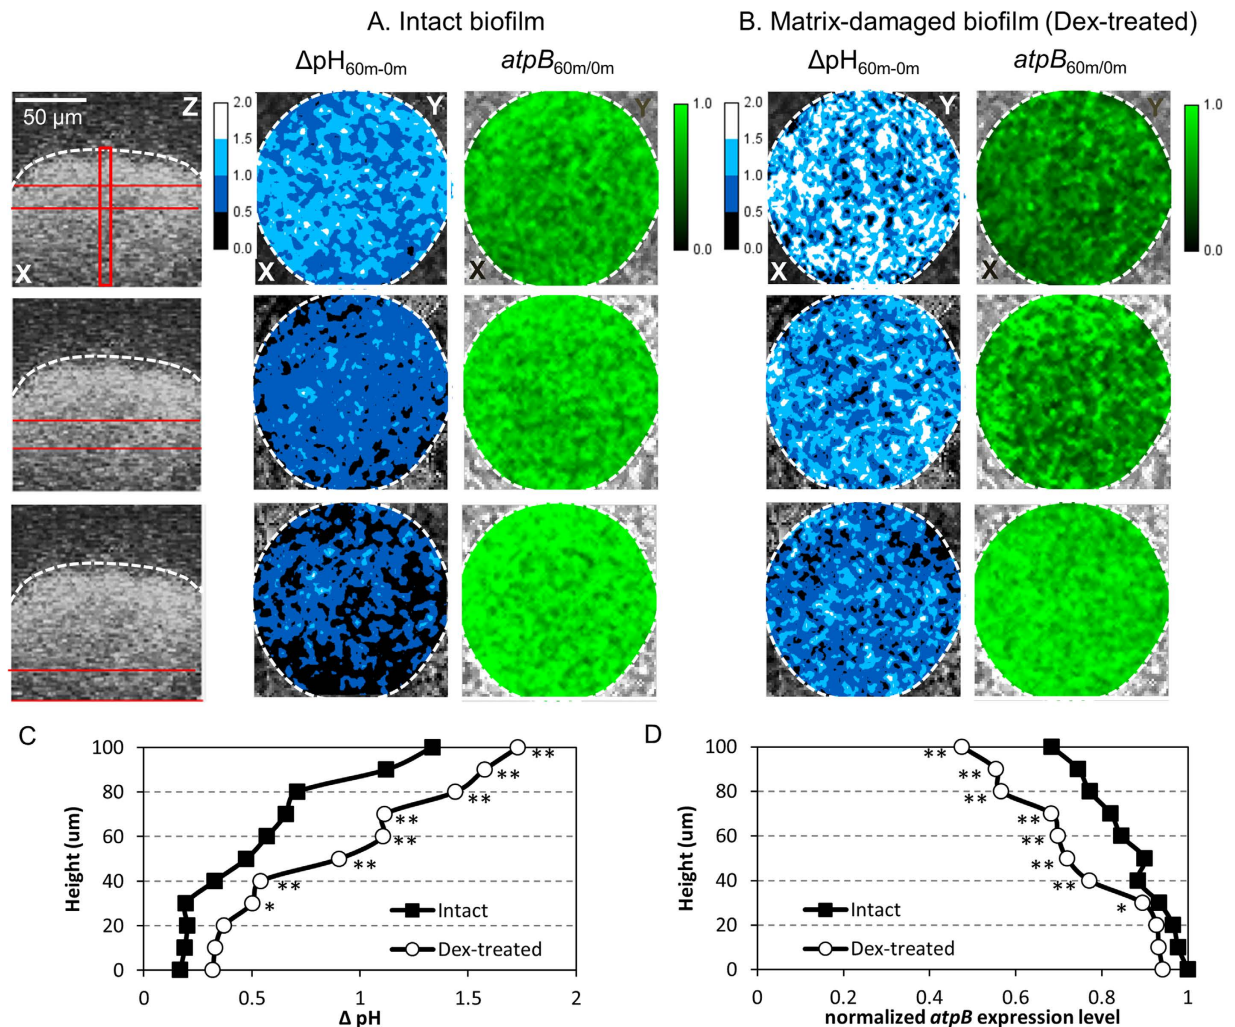 A. Intact biofilm
B. Matrix-damaged biofilm (Dex-treated)
ΔpH60m-0m
atpB60m/0m
ΔpH60m-0m
atpB60m/0m
50 μm
Z
X
2.0
1.5
1.0
0.5
0.0
Y
X
Y
X
1.0
0.0
2.0
1.5
1.0
0.5
0.0
Y
X
Y
X
1.0
0.0
C
Height (um)
100
80
60
40
20
0
**
**
**
**
**
**
**
*
Intact
Dex-treated
0
0.5
1
1.5
2
Δ pH
D
Height (um)
100
80
60
40
20
0
**
**
**
**
**
**
**
*
Intact
Dex-treated
0
0.2
0.4
0.6
0.8
1
normalized atpB expression level